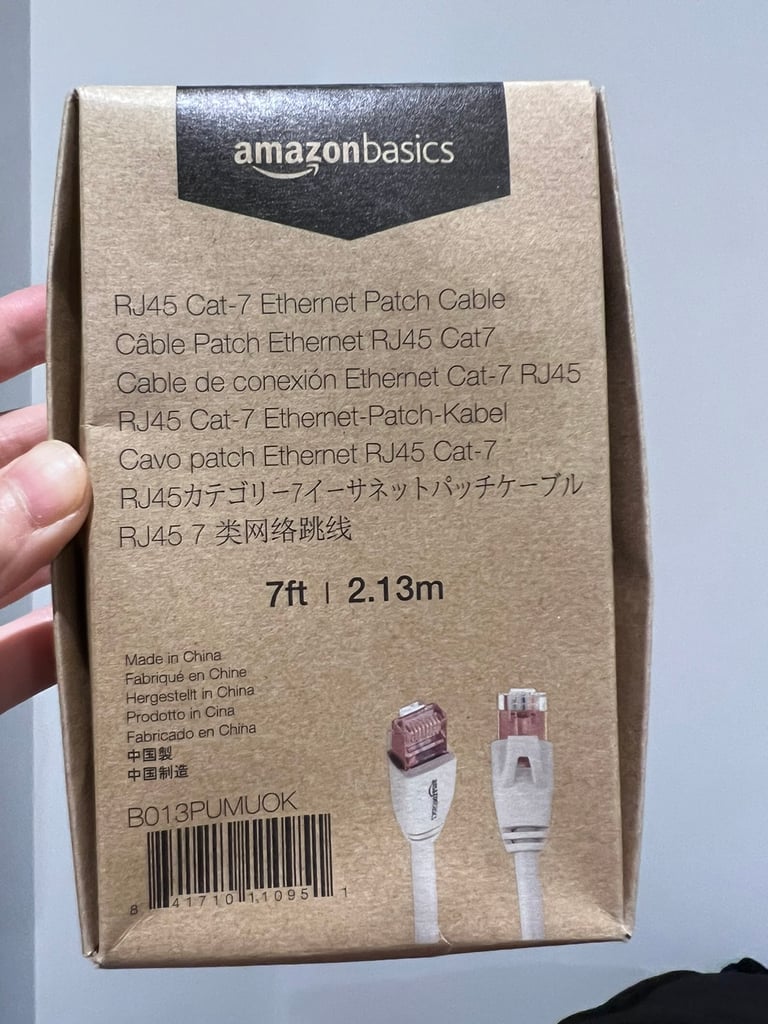 amazonbasics
RJ45 Cat-7 Ethernet Patch Cable
Câble Patch Ethernet RJ45 Cat7
Cable de conexión Ethernet Cat-7 RJ45
RJ45 Cat-7 Ethernet-Patch-Kabel
Cavo patch Ethernet RJ45 Cat-7
RJ45カテゴリー7イーサネットパッチケーブル
RJ45 7 类网络跳线
7ft | 2.13m
Made in China
Fabriqué en Chine
Hergestellt in China
Prodotto in Cina
Fabricado en China
中国製
中国制造
B013PUMUOK
8 41710 11095 1
amazonbasics